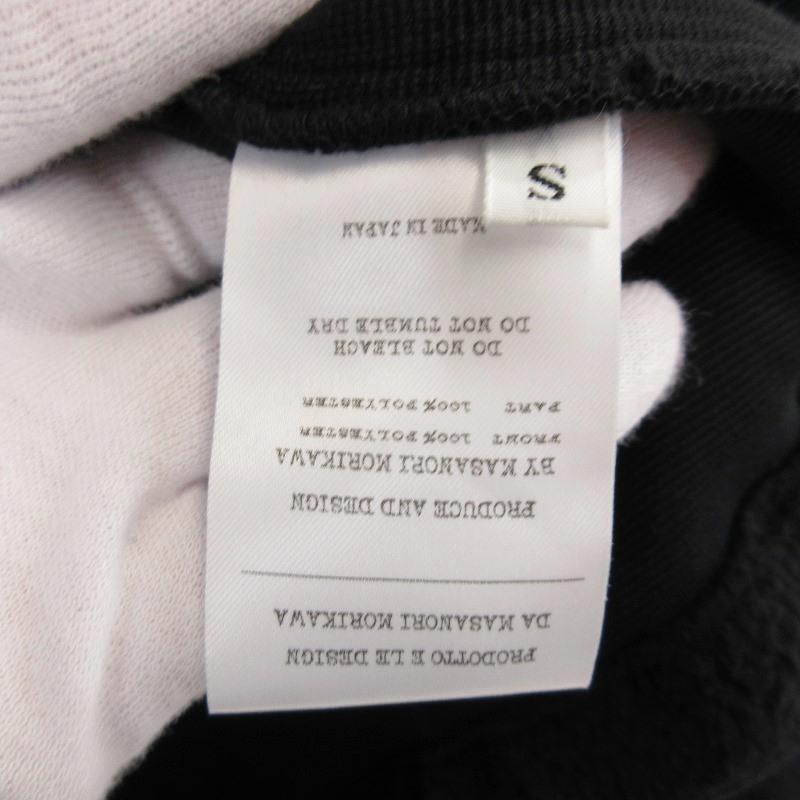 PRODOTTO E LE DESIGN
DA MASANORI MORIKAWA
PRODUCE AND DESIGN
BY MASANORI MORIKAWA
FRONT 100% POLYESTER
PART 100% POLYESTER
DO NOT BLEACH
DO NOT TUMBLE DRY
MADE IN JAPAN
S